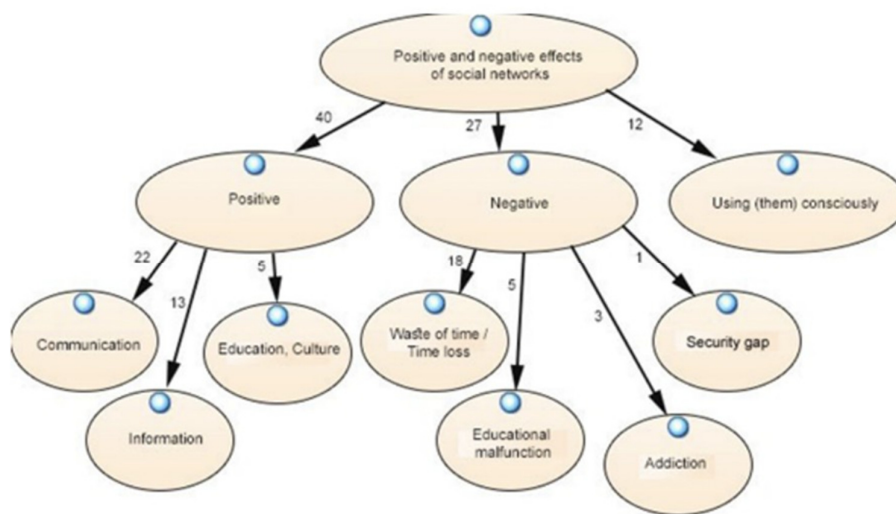 Positive and negative effects
of social networks
40
27
12
Positive
Negative
Using (them) consciously
22
13
5
18
5
3
1
Communication
Education, Culture
Waste of time /
Time loss
Security gap
Information
Educational
malfunction
Addiction